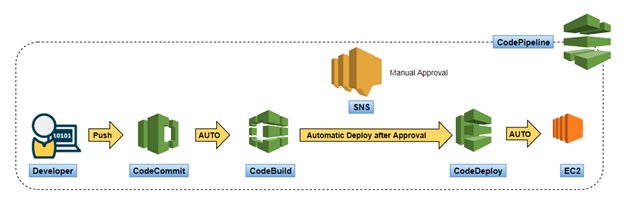 CodePipeline
10101
Manual Approval
SNS
Push
AUTO
Automatic Deploy after Approval
AUTO
Developer
CodeCommit
CodeBuild
CodeDeploy
EC2